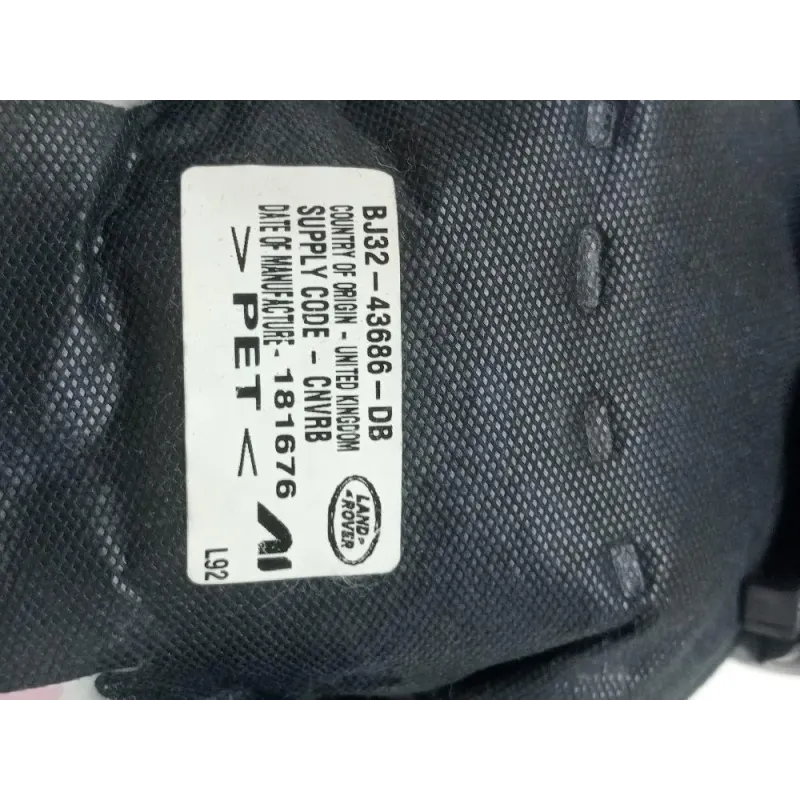 BJ32-43686-DB
COUNTRY OF ORIGIN - UNITED KINGDOM
SUPPLY CODE - CNVRB
DATE OF MANUFACTURE- 181676
>PET<
LAND
ROVER
AI
L92